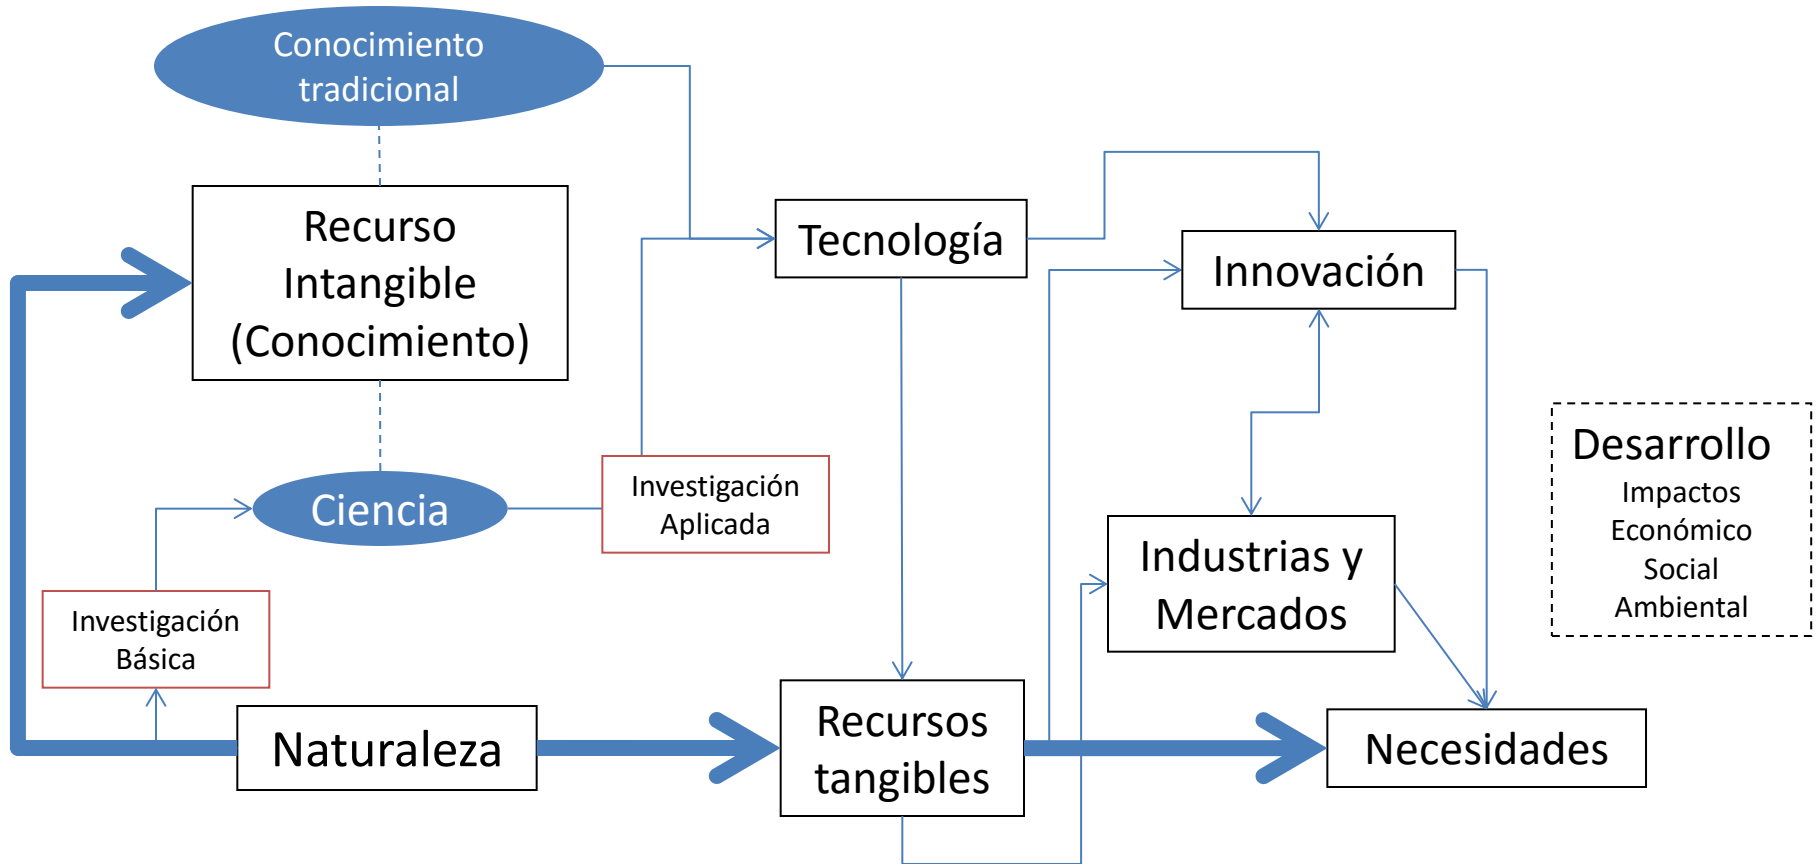 Conocimiento
tradicional
Recurso
Intangible
(Conocimiento)
Tecnología
Innovación
Ciencia
Investigación
Aplicada
Desarrollo
Impactos
Económico
Social
Ambiental
Industrias y
Mercados
Investigación
Básica
Naturaleza
Recursos
tangibles
Necesidades